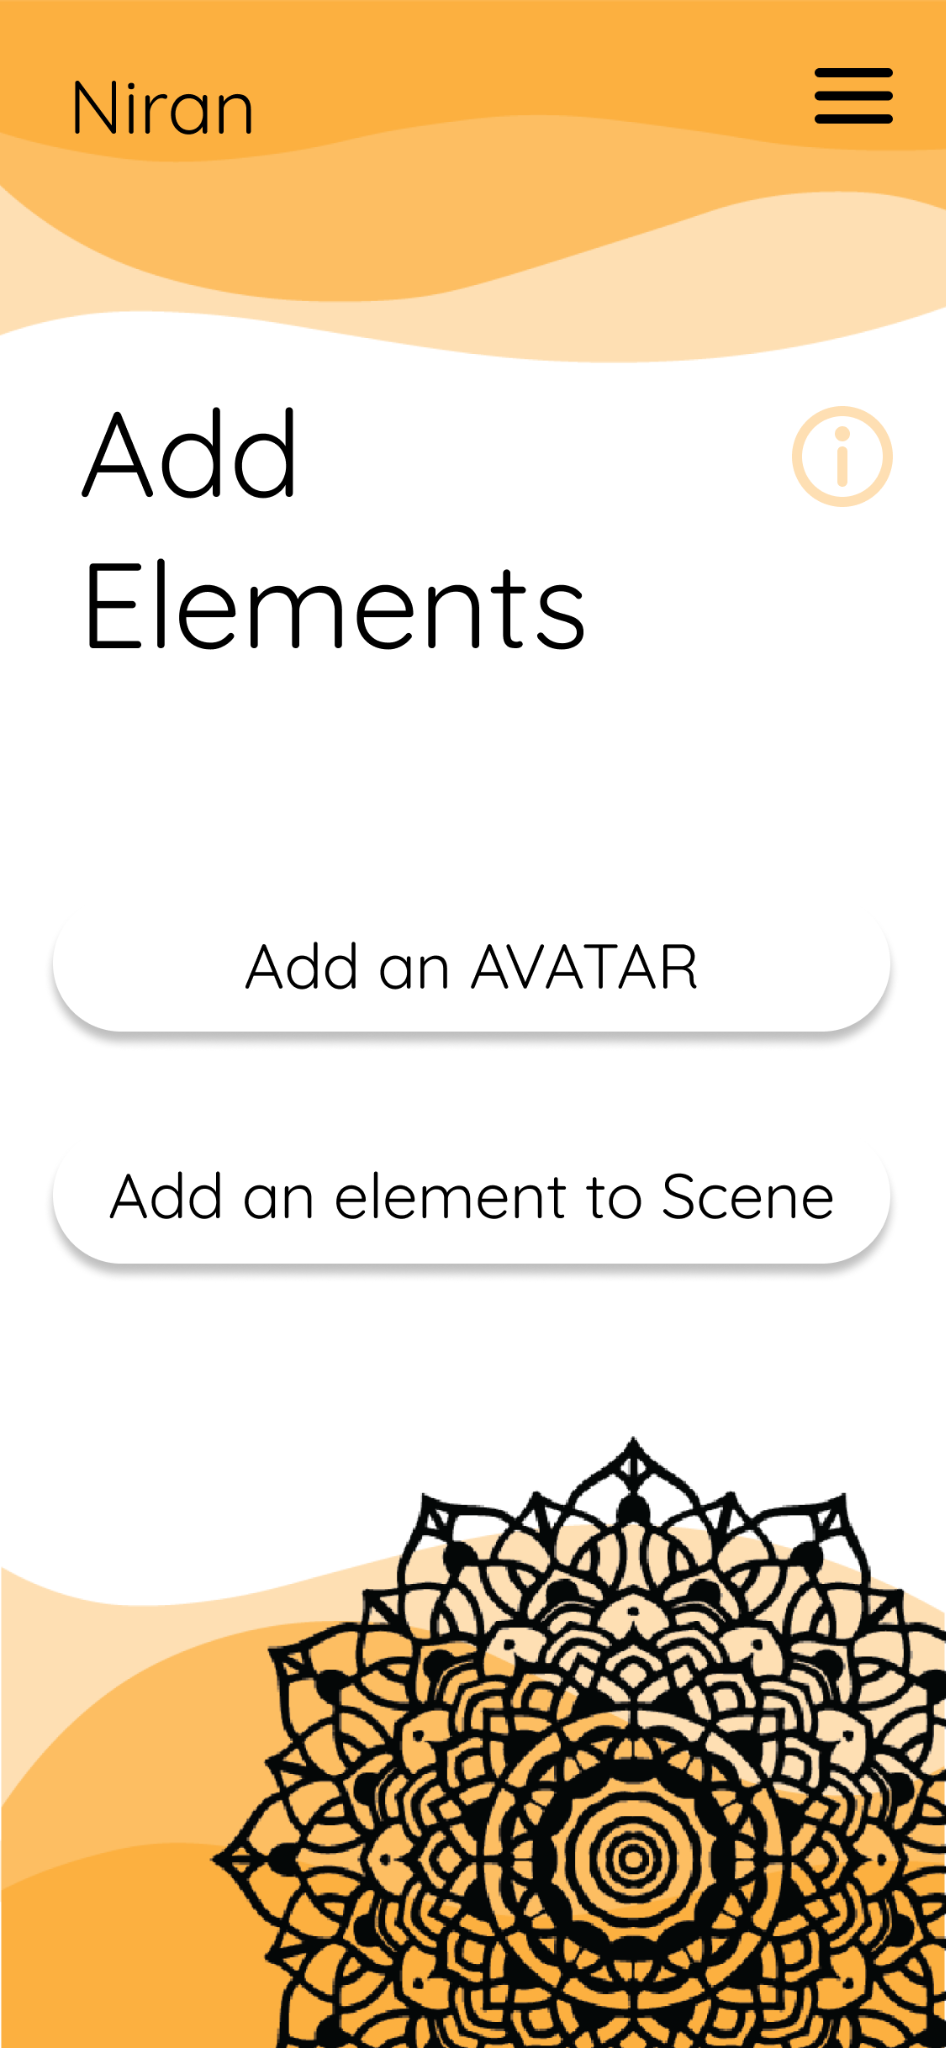 Niran
Add
Elements
Add an AVATAR
Add an element to Scene